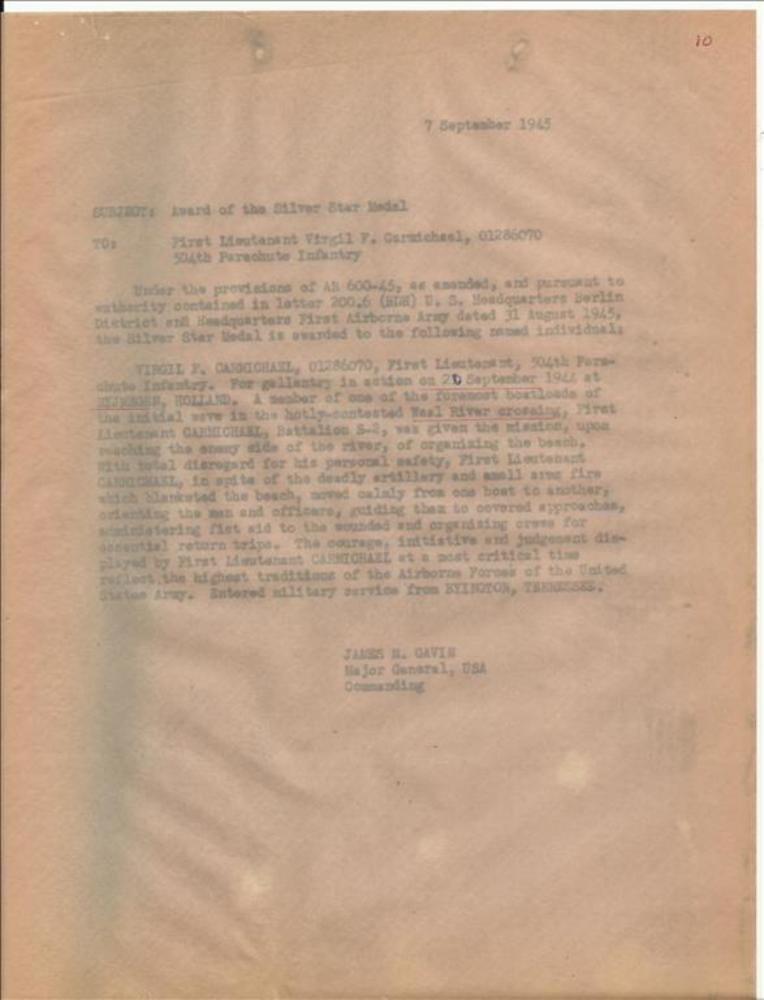 10
7 September 1945
SUBJECT: Award of the Silver Star Medal
TO: First Lieutenant Virgil F. Carmichael, 01286070
504th Parachute Infantry
Under the provisions of AR 600-45, as amended, and pursuant to
authority contained in letter 200.6 (BDH) U. S. Headquarters Berlin
District and Headquarters First Airborne Army dated 31 August 1945,
the Silver Star Medal is awarded to the following named individual:
VIRGIL F. CARMICHAEL, 01286070, First Lieutenant, 504th Para-
chute Infantry. For gallantry in action on 20 September 1944 at
HOLLAND. A member of one of the foremost boatloads of
the initial wave in the hotly-contested Waal River crossing, First
Lieutenant CARMICHAEL, Battalion S-2, was given the mission, upon
reaching the enemy side of the river, of organizing the beach.
With total disregard for his personal safety, First Lieutenant
CARMICHAEL, in spite of the deadly artillery and small arms fire
which blanketed the beach, moved calmly from one boat to another,
orienting the men and officers, guiding them to covered approaches,
administering fist aid to the wounded and organizing crews for
essential return trips. The courage, initiative and judgement dis-
played by First Lieutenant CARMICHAEL at a most critical time
reflect the highest traditions of the Airborne Forces of the United
States Army. Entered military service from BYINGTON, TENNESSEE.
JAMES M. GAVIN
Major General, USA
Commanding